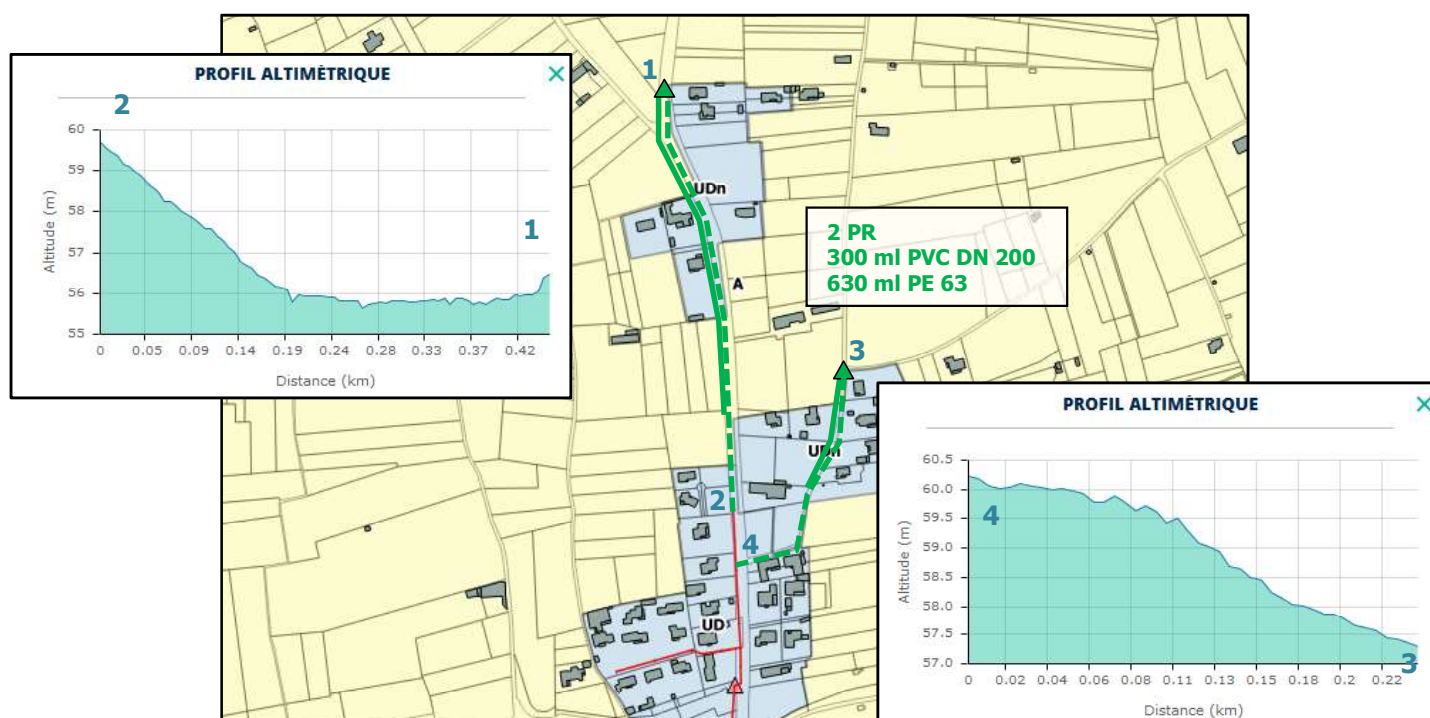 PROFIL ALTIMÉTRIQUE
×
2
60
59
58
57
56
55
Altitude (m)
1
0 0.05 0.09 0.14 0.19 0.24 0.28 0.33 0.37 0.42
Distance (km)
1
UDn
A
2 PR
300 ml PVC DN 200
630 ml PE 63
3
UDn
2
4
UD
PROFIL ALTIMÉTRIQUE
×
60.5
60.0
59.5
59.0
58.5
58.0
57.5
57.0
Altitude (m)
4
3
0 0.02 0.04 0.06 0.08 0.11 0.13 0.15 0.18 0.2 0.22
Distance (km)